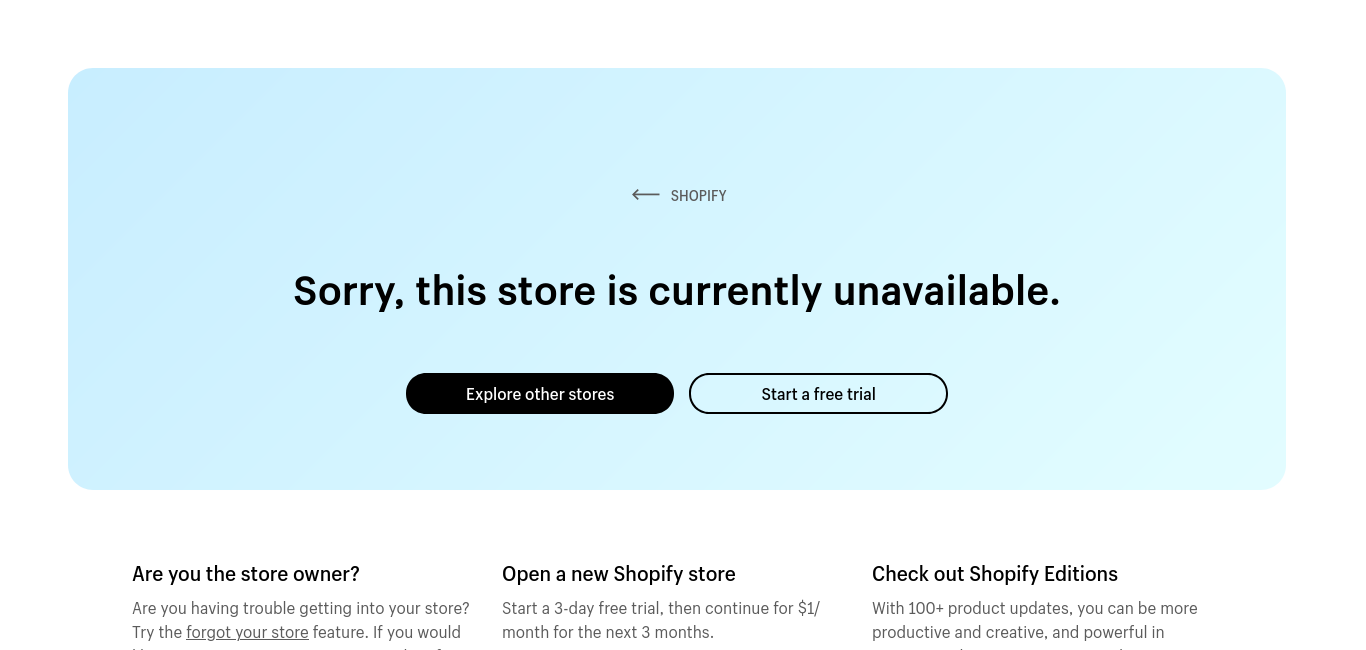 SHOPIFY
Sorry, this store is currently unavailable.
Explore other stores
Start a free trial
Are you the store owner?
Are you having trouble getting into your store?
Try the forgot your store feature. If you would
Open a new Shopify store
Start a 3-day free trial, then continue for $1/
month for the next 3 months.
Check out Shopify Editions
With 100+ product updates, you can be more
productive and creative, and powerful in